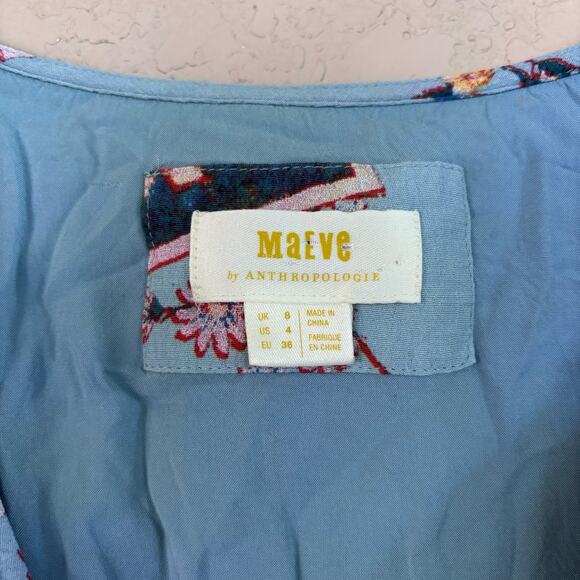 MaEve
by ANTHROPOLOGIE
UK 8
US 4
EU 36
MADE IN
CHINA
FABRIQUE
EN CHINE